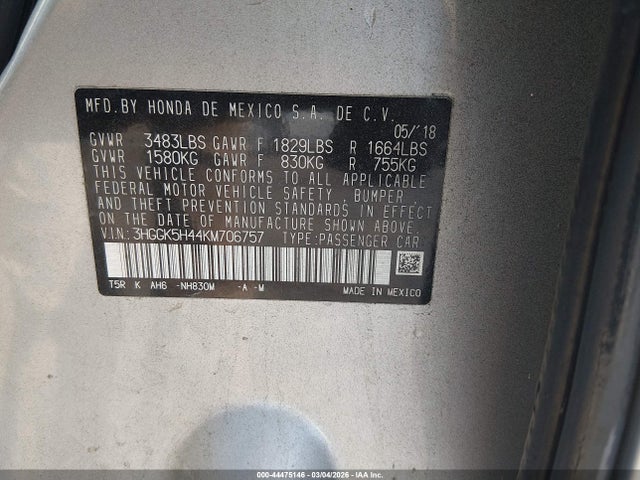 MFD.BY HONDA DE MEXICO S.A. DE C.V.
05/'18
GVWR 3483LBS GAWR F 1829LBS R 1664LBS
GVWR 1580KG GAWR F 830KG R 755KG
THIS VEHICLE CONFORMS TO ALL APPLICABLE
FEDERAL MOTOR VEHICLE SAFETY, BUMPER,
AND THEFT PREVENTION STANDARDS IN EFFECT
ON THE DATE OF MANUFACTURE SHOWN ABOVE.
V.I.N.: 3HGGK5H44KM706757 TYPE:PASSENGER CAR
T5R K AH6 -NH830M -A -M MADE IN MEXICO
000-44475146 - 03/04/2026 - IAA Inc.